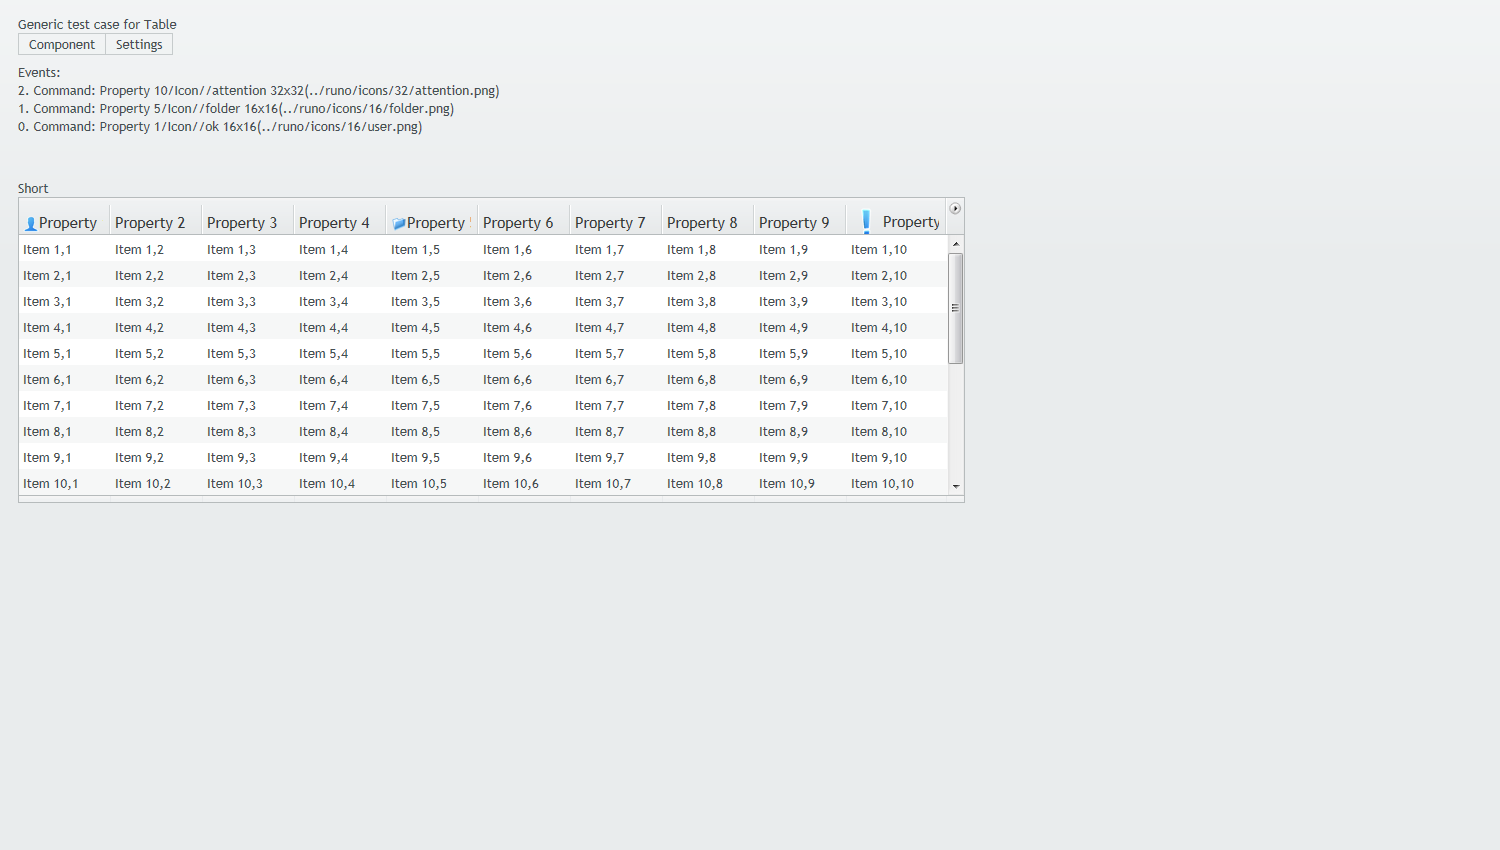 Generic test case for Table
Component Settings
Events:
2. Command: Property 10/Icon//attention 32x32(../runo/icons/32/attention.png)
1. Command: Property 5/Icon//folder 16x16(../runo/icons/16/folder.png)
0. Command: Property 1/Icon//ok 16x16(../runo/icons/16/user.png)
Short
Property Property 2 Property 3 Property 4 Property Property 6 Property 7 Property 8 Property 9 Property
Item 1,1 Item 1,2 Item 1,3 Item 1,4 Item 1,5 Item 1,6 Item 1,7 Item 1,8 Item 1,9 Item 1,10
Item 2,1 Item 2,2 Item 2,3 Item 2,4 Item 2,5 Item 2,6 Item 2,7 Item 2,8 Item 2,9 Item 2,10
Item 3,1 Item 3,2 Item 3,3 Item 3,4 Item 3,5 Item 3,6 Item 3,7 Item 3,8 Item 3,9 Item 3,10
Item 4,1 Item 4,2 Item 4,3 Item 4,4 Item 4,5 Item 4,6 Item 4,7 Item 4,8 Item 4,9 Item 4,10
Item 5,1 Item 5,2 Item 5,3 Item 5,4 Item 5,5 Item 5,6 Item 5,7 Item 5,8 Item 5,9 Item 5,10
Item 6,1 Item 6,2 Item 6,3 Item 6,4 Item 6,5 Item 6,6 Item 6,7 Item 6,8 Item 6,9 Item 6,10
Item 7,1 Item 7,2 Item 7,3 Item 7,4 Item 7,5 Item 7,6 Item 7,7 Item 7,8 Item 7,9 Item 7,10
Item 8,1 Item 8,2 Item 8,3 Item 8,4 Item 8,5 Item 8,6 Item 8,7 Item 8,8 Item 8,9 Item 8,10
Item 9,1 Item 9,2 Item 9,3 Item 9,4 Item 9,5 Item 9,6 Item 9,7 Item 9,8 Item 9,9 Item 9,10
Item 10,1 Item 10,2 Item 10,3 Item 10,4 Item 10,5 Item 10,6 Item 10,7 Item 10,8 Item 10,9 Item 10,10